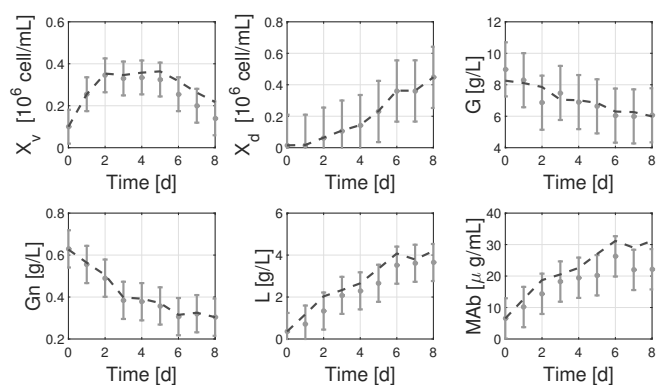 0.6
0.4
0.2
0
0 2 4 6 8
Time [d]
X_v [10^6 cell/mL]
0.8
0.6
0.4
0.2
0
0 2 4 6 8
Time [d]
X_d [10^6 cell/mL]
12
10
8
6
4
0 2 4 6 8
Time [d]
G [g/L]
0.8
0.6
0.4
0.2
0 2 4 6 8
Time [d]
Gn [g/L]
6
4
2
0
0 2 4 6 8
Time [d]
L [g/L]
40
30
20
10
0
0 2 4 6 8
Time [d]
MAb [μ g/mL]